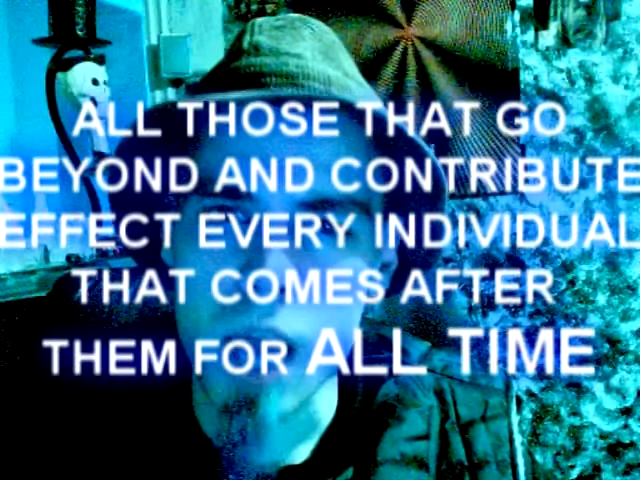 ALL THOSE THAT GO
BEYOND AND CONTRIBUTE
EFFECT EVERY INDIVIDUAL
THAT COMES AFTER
THEM FOR ALL TIME